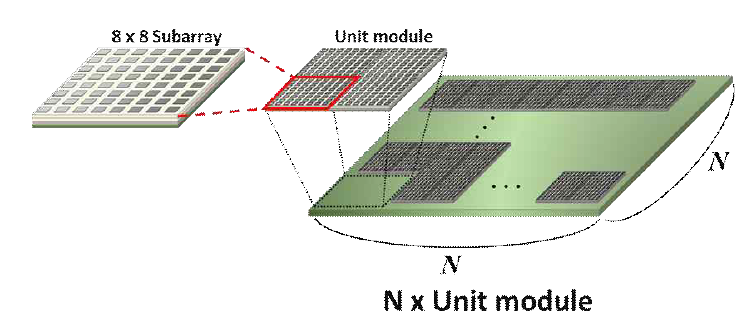 8 x 8 Subarray
Unit module
N
N
N x Unit module